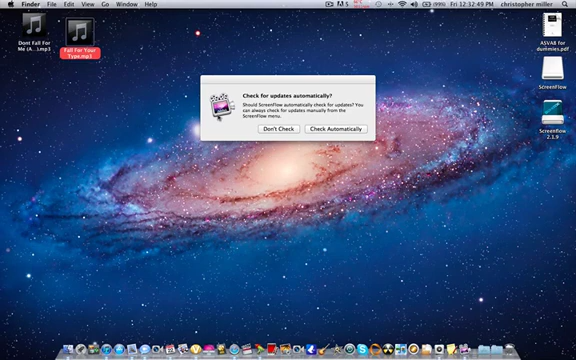 Finder File Edit View Go Window Help
(99%) Fri 12:32:49 PM christopher miller
Dont Fall For
Me (A...).mp3
Fall For Your
Type.mp3
ASVAB for
dummies.pdf
ScreenFlow
Screenflow
2.1.9
Check for updates automatically?
Should ScreenFlow automatically check for updates? You
can always check for updates manually from the
ScreenFlow menu.
Don't Check
Check Automatically